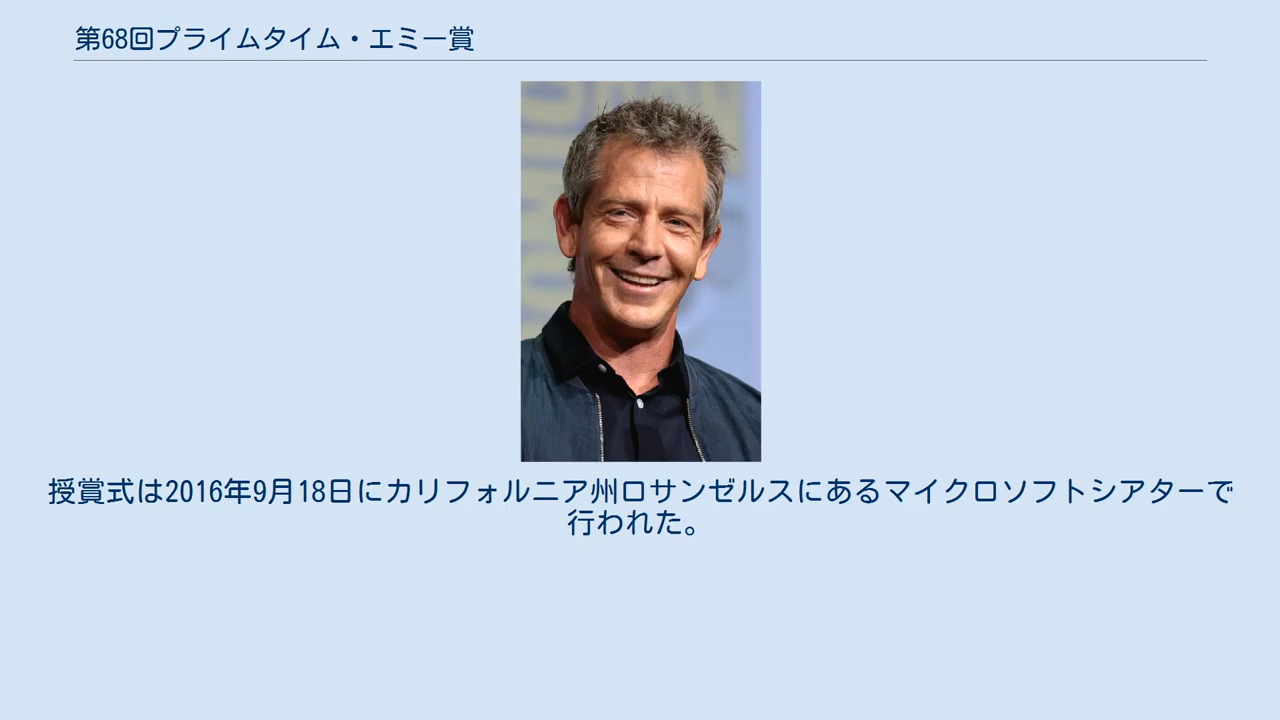 第68回プライムタイム・エミー賞
授賞式は2016年9月18日にカリフォルニア州ロサンゼルスにあるマイクロソフトシアターで
行われた。